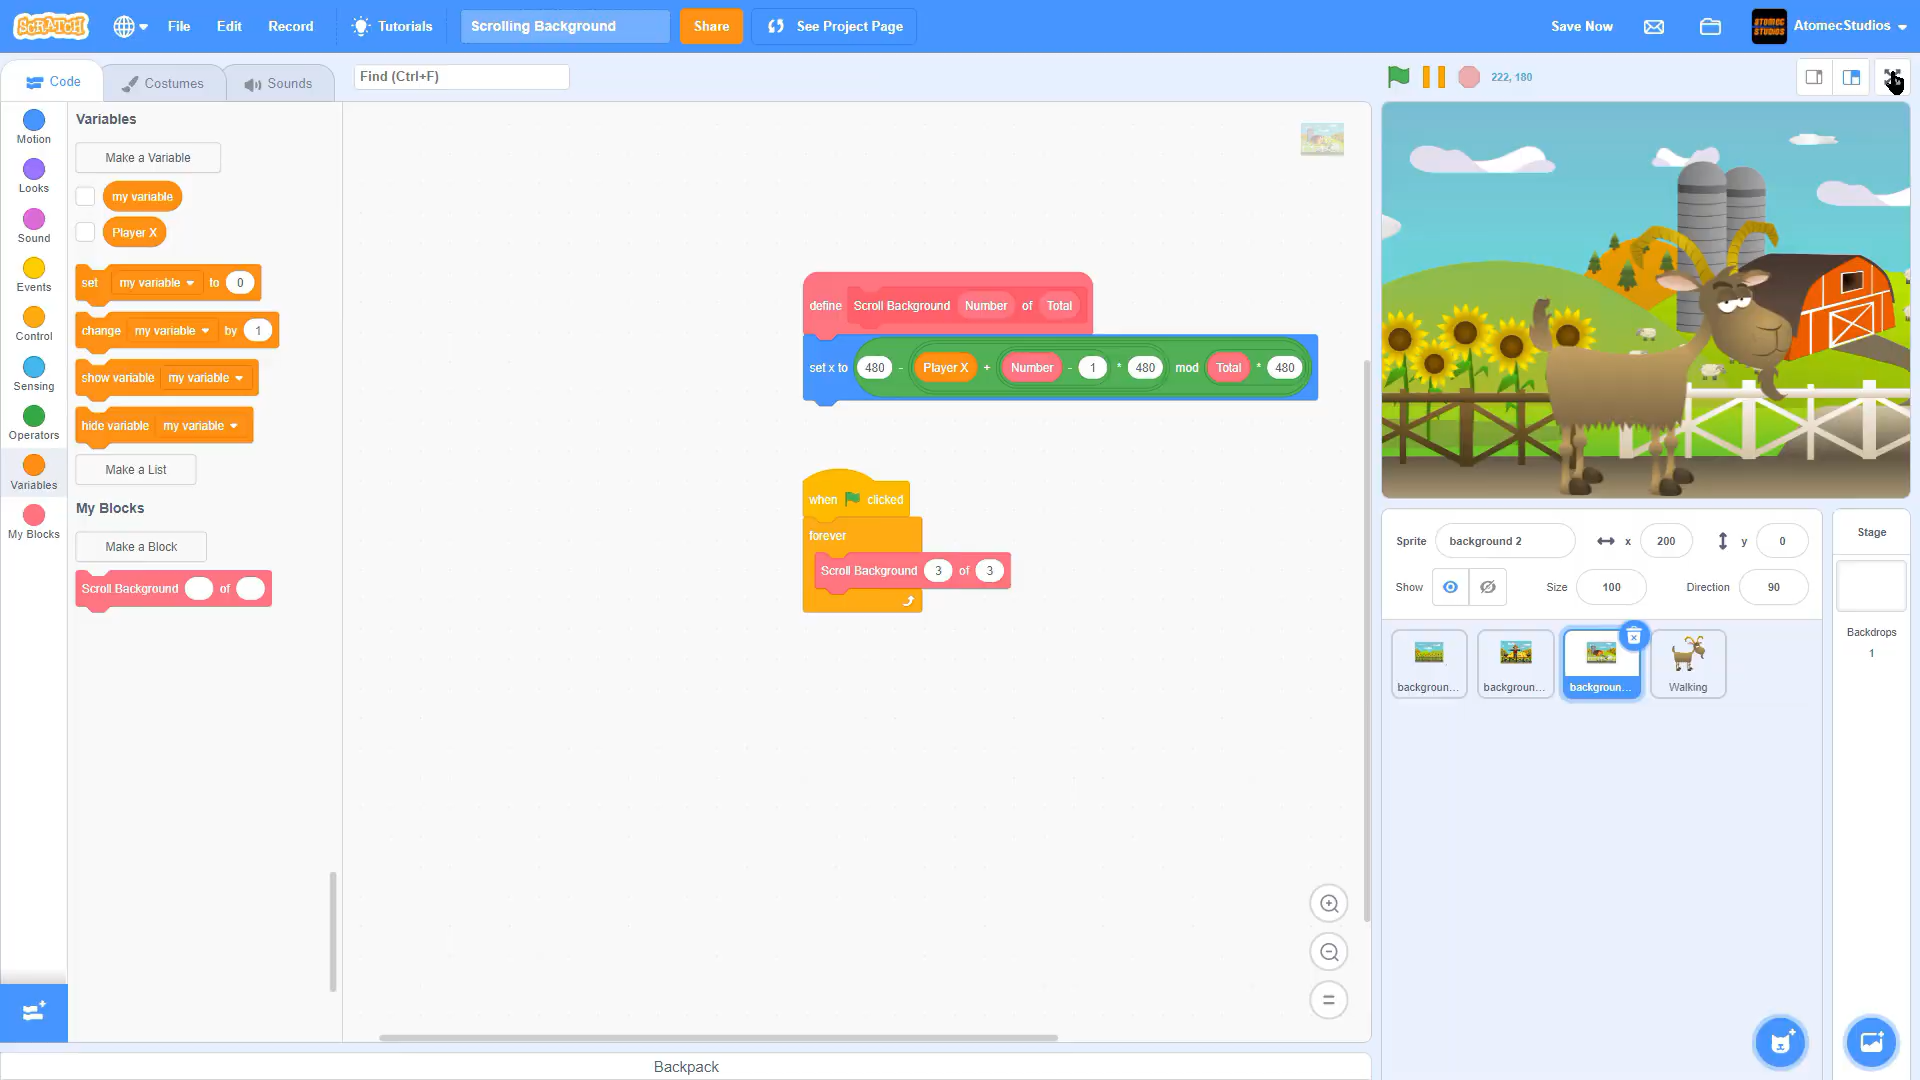 SCRATCH
File
Edit
Record
Tutorials
Scrolling Background
Share
See Project Page
Save Now
ATOMEC STUDIOS
AtomecStudios
Code
Costumes
Sounds
Find (Ctrl+F)
222, 180
Motion
Looks
Sound
Events
Control
Sensing
Operators
Variables
My Blocks
Variables
Make a Variable
my variable
Player X
set my variable to 0
change my variable by 1
show variable my variable
hide variable my variable
Make a List
My Blocks
Make a Block
Scroll Background of
define Scroll Background Number of Total
set x to 480 - Player X + Number - 1 * 480 mod Total * 480
when clicked
forever
Scroll Background 3 of 3
Sprite background 2 x 200 y 0
Show Size 100 Direction 90
backgroun...
backgroun...
backgroun...
Walking
Stage
Backdrops
1
Backpack